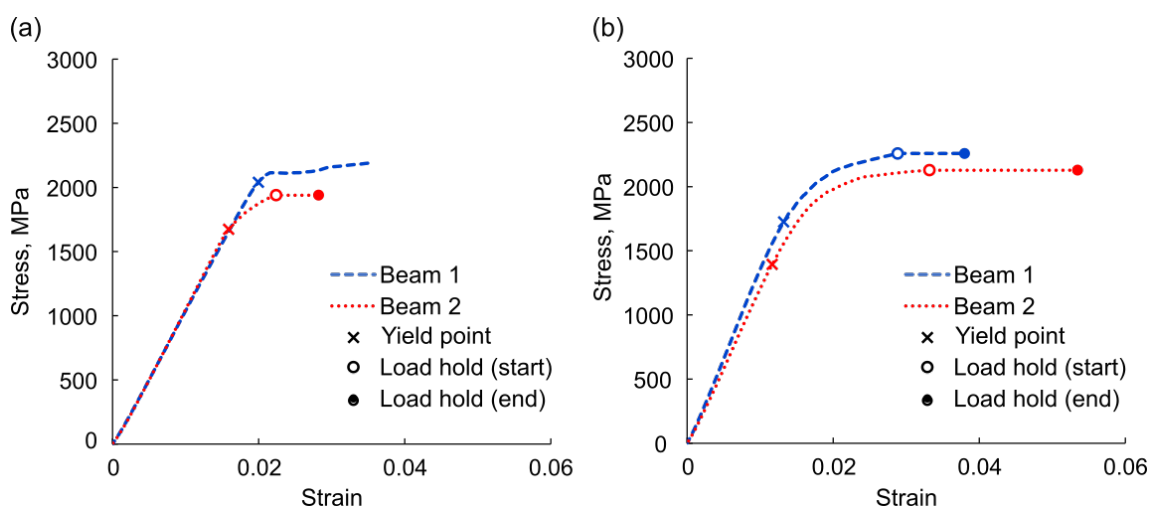 (a)
3000
2500
2000
1500
1000
500
0
Stress, MPa
0
0.02
0.04
0.06
Strain
Beam 1
Beam 2
Yield point
Load hold (start)
Load hold (end)
(b)
3000
2500
2000
1500
1000
500
0
Stress, MPa
0
0.02
0.04
0.06
Strain
Beam 1
Beam 2
Yield point
Load hold (start)
Load hold (end)